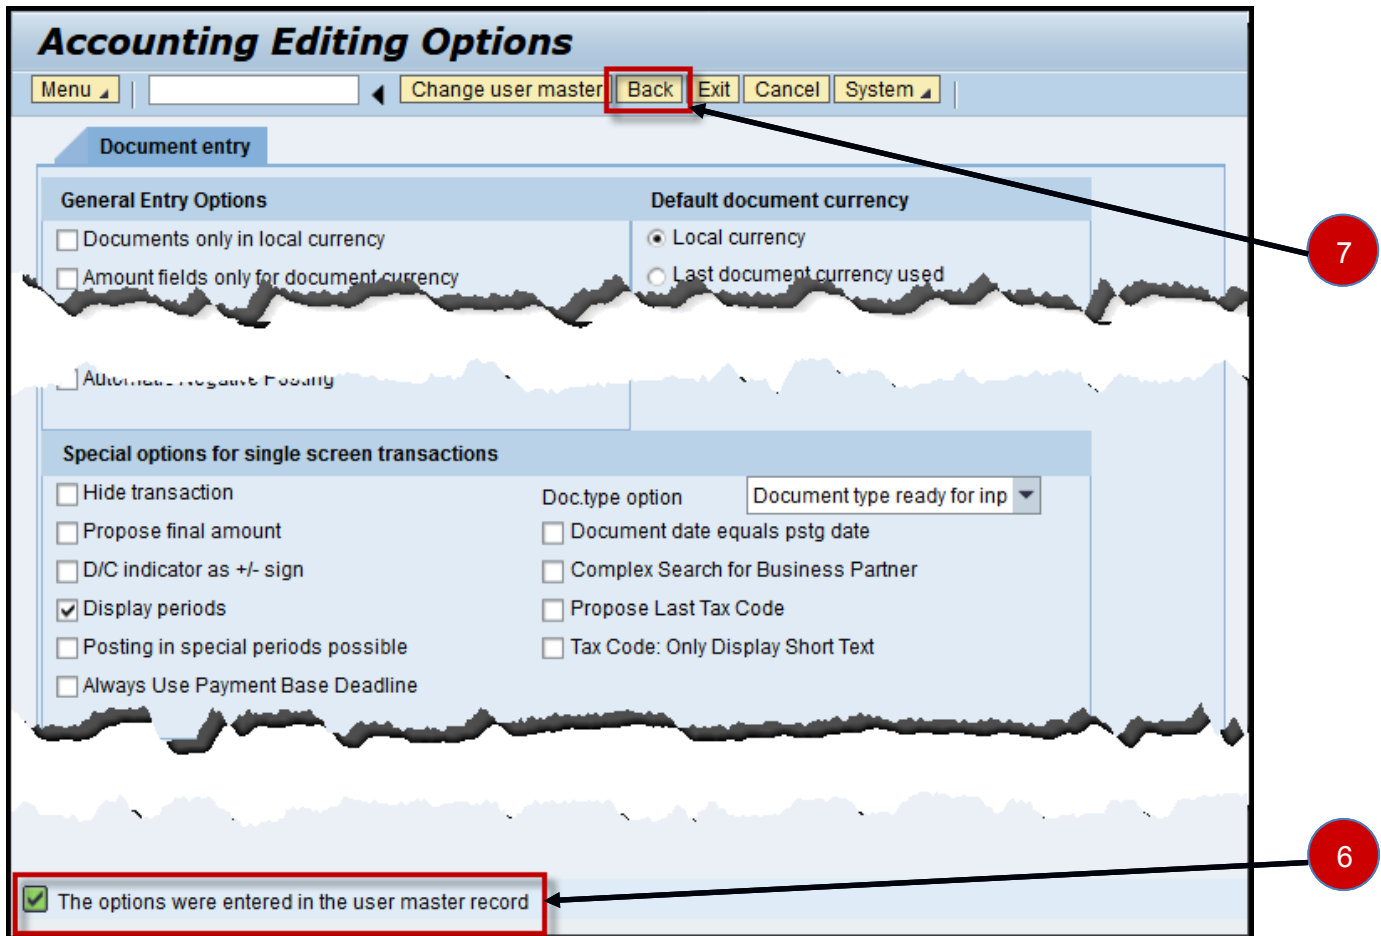 Accounting Editing Options
Menu Change user master Back Exit Cancel System
Document entry
General Entry Options Default document currency
Documents only in local currency Local currency
7
Amount fields only for document currency Last document currency used
Automatic Negative Posting
Special options for single screen transactions
Hide transaction Doc.type option Document type ready for inp
Propose final amount Document date equals pstg date
D/C indicator as +/- sign Complex Search for Business Partner
Display periods Propose Last Tax Code
Posting in special periods possible Tax Code: Only Display Short Text
Always Use Payment Base Deadline
6
The options were entered in the user master record